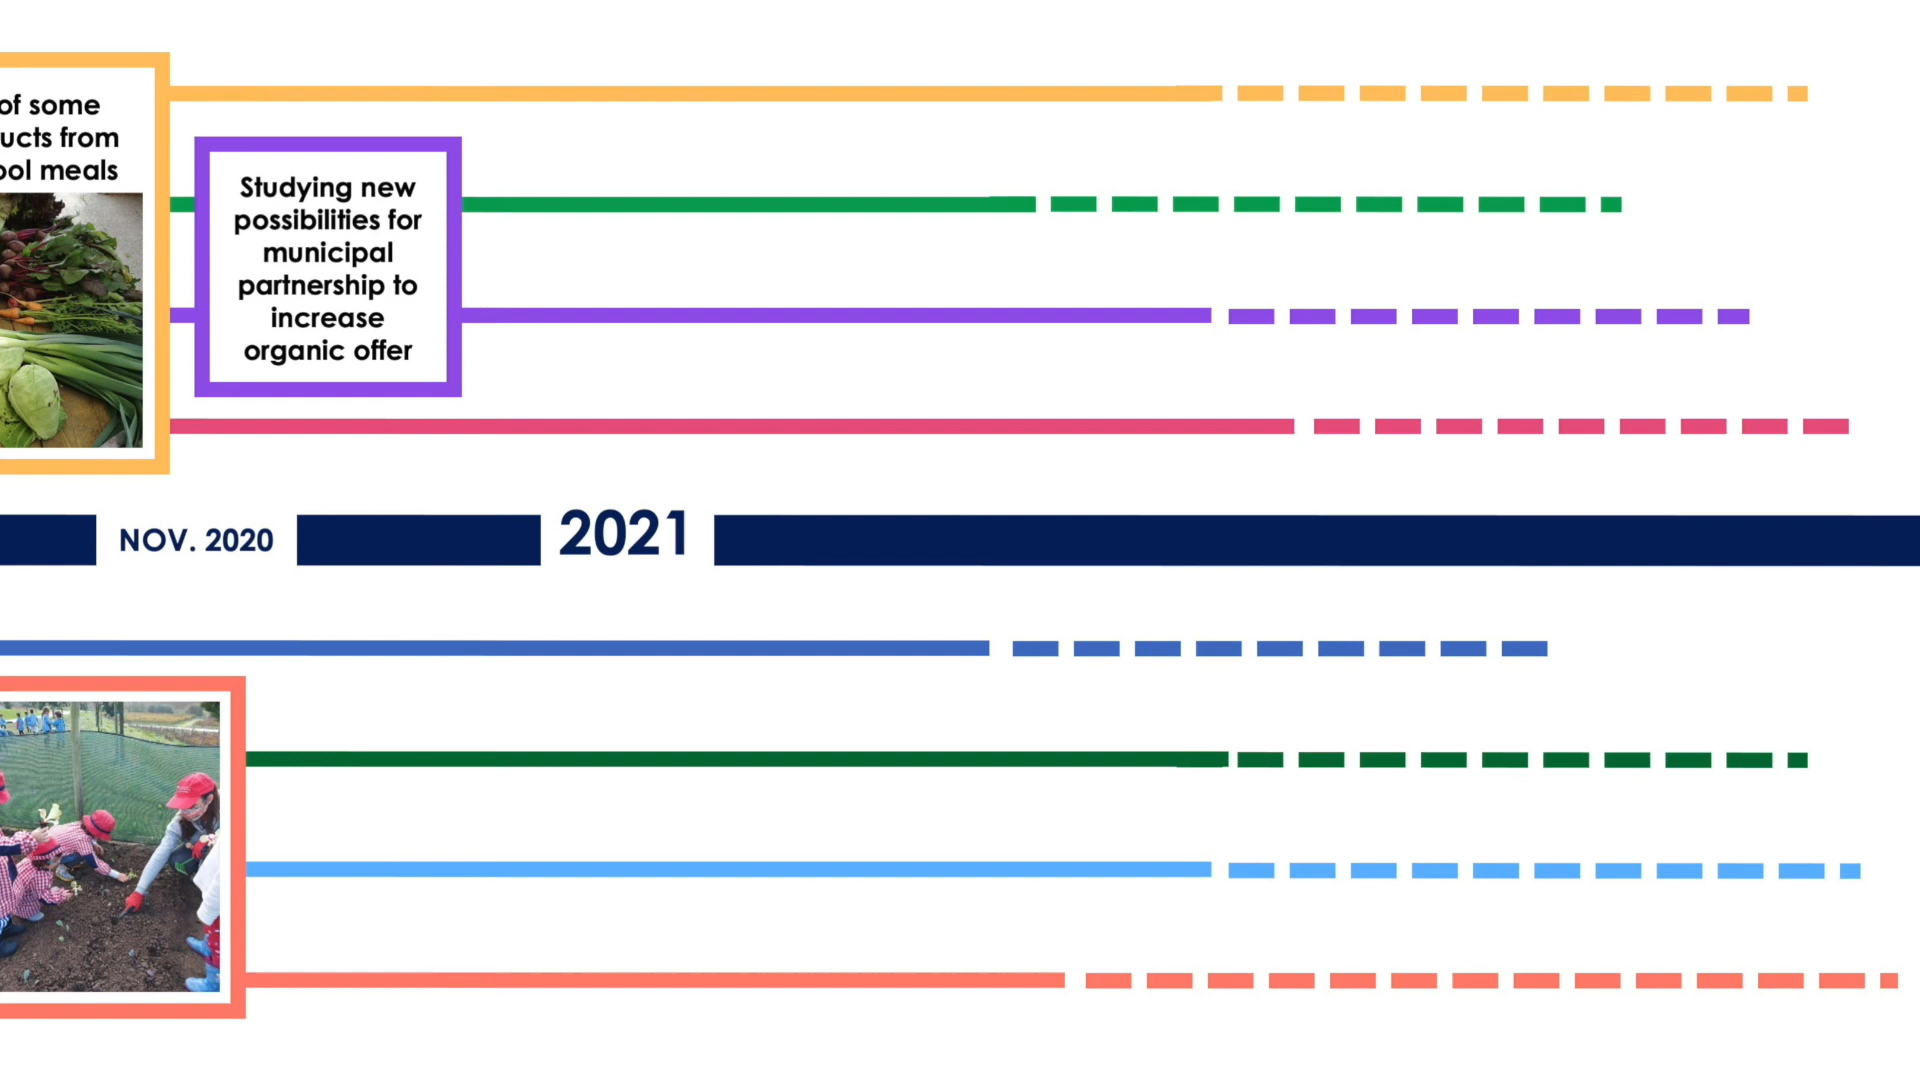 of some
ucts from
ool meals
Studying new
possibilities for
municipal
partnership to
increase
organic offer
NOV. 2020
2021